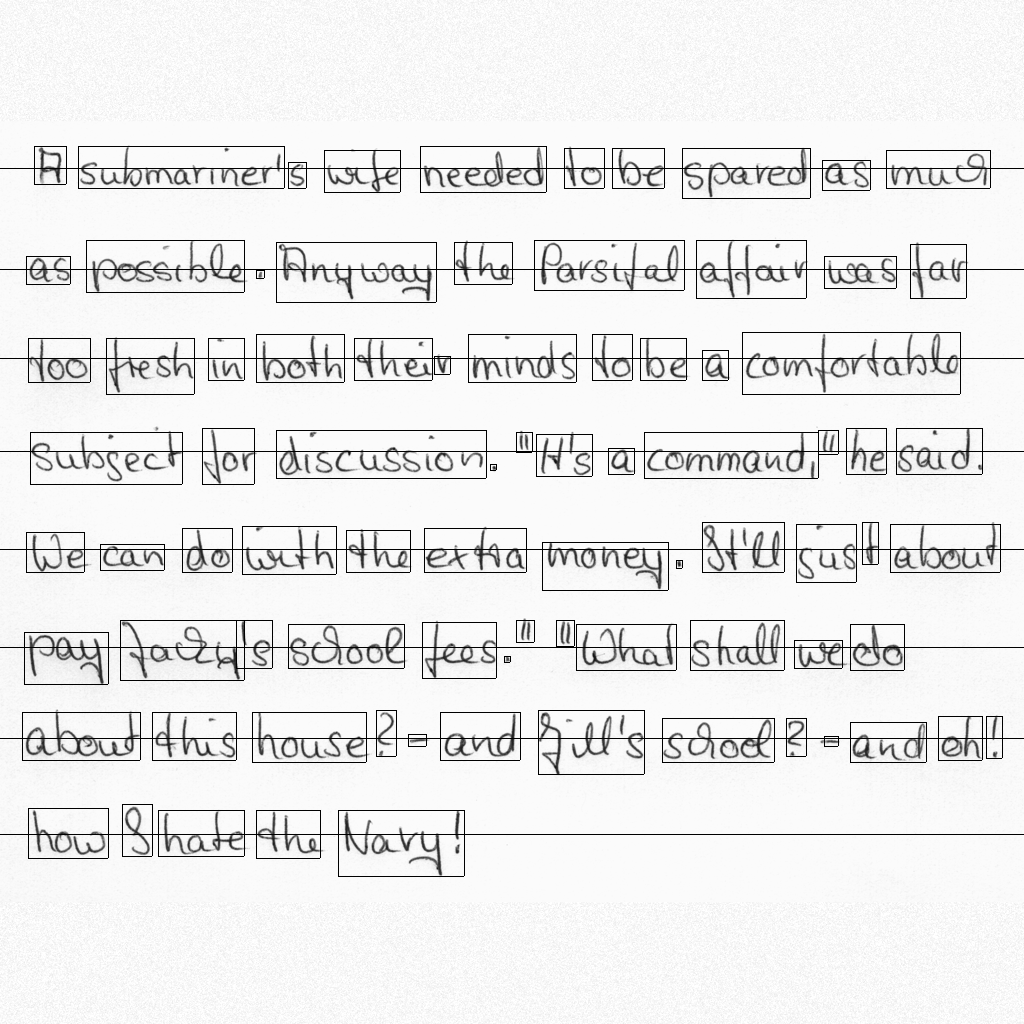 A submariner's wife needed to be spared as much
as possible. Anyway the Parsifal affair was far
too fresh in both their minds to be a comfortable
subject for discussion. "It's a command," he said.
We can do with the extra money. It'll just about
pay Jacky's school fees." "What shall we do
about this house? - and Jill's school? - and oh!
how I hate the Navy!